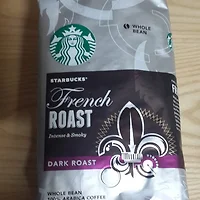 WHOLE
BEAN
STARBUCKS®
French
ROAST
Intense & Smoky
DARK ROAST
WHOLE BEAN
100% ARABICA COFFEE